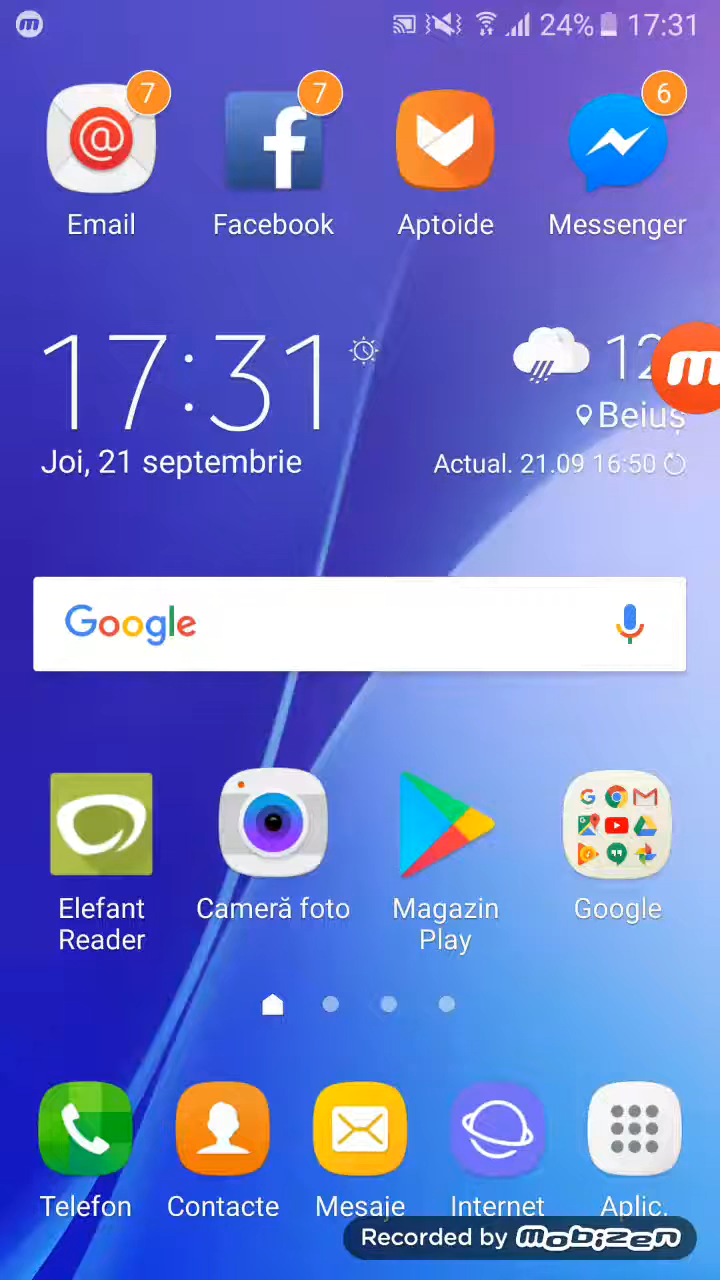 24% 17:31
7 7 6
Email Facebook Aptoide Messenger
17:31
Beiuș
Joi, 21 septembrie
Actual. 21.09 16:50
Google
Elefant Reader
Cameră foto
Magazin Play
Google
Telefon Contacte Mesaje Internet Aplic.
Recorded by mobizen